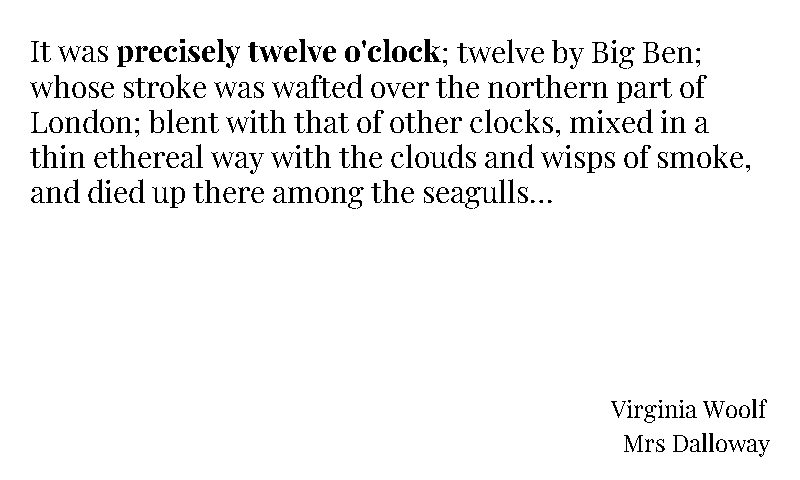 It was precisely twelve o'clock; twelve by Big Ben;
whose stroke was wafted over the northern part of
London; blent with that of other clocks, mixed in a
thin ethereal way with the clouds and wisps of smoke,
and died up there among the seagulls...
Virginia Woolf
Mrs Dalloway